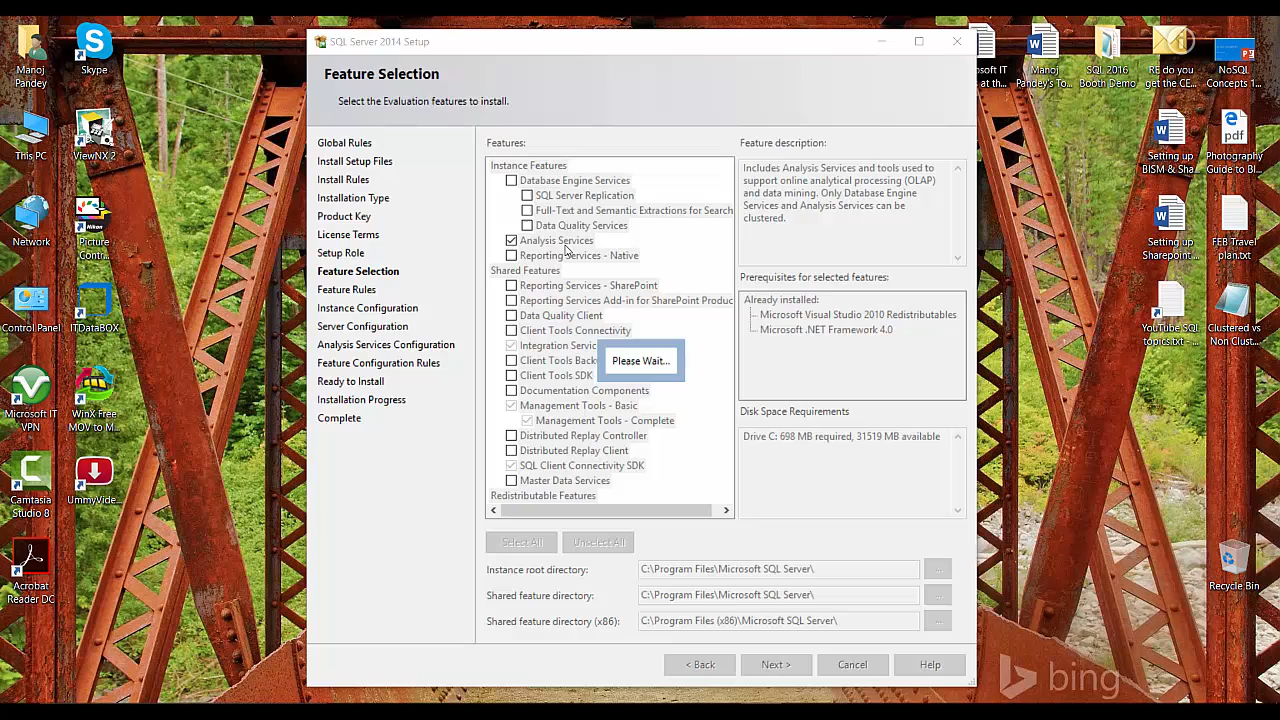 Manoj
Pandey
Skype
This PC
ViewNX 2
Network
Picture
Contr...
Control Panel
ITDataBOX
Microsoft IT
VPN
WinX Free
MOV to M...
Camtasia
Studio 8
UmmyVide...
Acrobat
Reader DC
SQL Server 2014 Setup
Feature Selection
Select the Evaluation features to install.
Global Rules
Install Setup Files
Install Rules
Installation Type
Product Key
License Terms
Setup Role
Feature Selection
Feature Rules
Instance Configuration
Server Configuration
Analysis Services Configuration
Feature Configuration Rules
Ready to Install
Installation Progress
Complete
Features:
Instance Features
Database Engine Services
SQL Server Replication
Full-Text and Semantic Extractions for Search
Data Quality Services
Analysis Services
Reporting Services - Native
Shared Features
Reporting Services - SharePoint
Reporting Services Add-in for SharePoint Produc
Data Quality Client
Client Tools Connectivity
Integration Servic
Client Tools Back
Client Tools SDK
Documentation Components
Management Tools - Basic
Management Tools - Complete
Distributed Replay Controller
Distributed Replay Client
SQL Client Connectivity SDK
Master Data Services
Redistributable Features
Please Wait...
Feature description:
Includes Analysis Services and tools used to
support online analytical processing (OLAP)
and data mining. Only Database Engine
Services and Analysis Services can be
clustered.
Prerequisites for selected features:
Already installed:
Microsoft Visual Studio 2010 Redistributables
Microsoft .NET Framework 4.0
Disk Space Requirements
Drive C: 698 MB required, 31519 MB available
Select All
Unselect All
Instance root directory:
C:\Program Files\Microsoft SQL Server\
...
Shared feature directory:
C:\Program Files\Microsoft SQL Server\
...
Shared feature directory (x86):
C:\Program Files (x86)\Microsoft SQL Server\
...
< Back
Next >
Cancel
Help
osoft IT
at th...
Manoj
Pandey's To...
SQL 2016
Booth Demo
RE do you
get the CE...
NoSQL
Concepts 1...
Setting up
BISM & Sha...
pdf
Photography
Guide to BI...
Setting up
Sharepoint...
FEB Travel
plan.txt
YouTube SQL
topics.txt - ...
Clustered vs
Non Clust...
Recycle Bin
bing